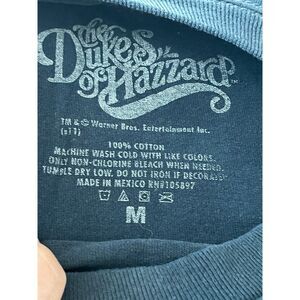 The
Dukes
of Hazzard
TM & © Warner Bros. Entertainment Inc.
(s11)
100% COTTON
MACHINE WASH COLD WITH LIKE COLORS.
ONLY NON-CHLORINE BLEACH WHEN NEEDED.
TUMBLE DRY LOW. DO NOT IRON IF DECORATED.
MADE IN MEXICO RN#105897
M